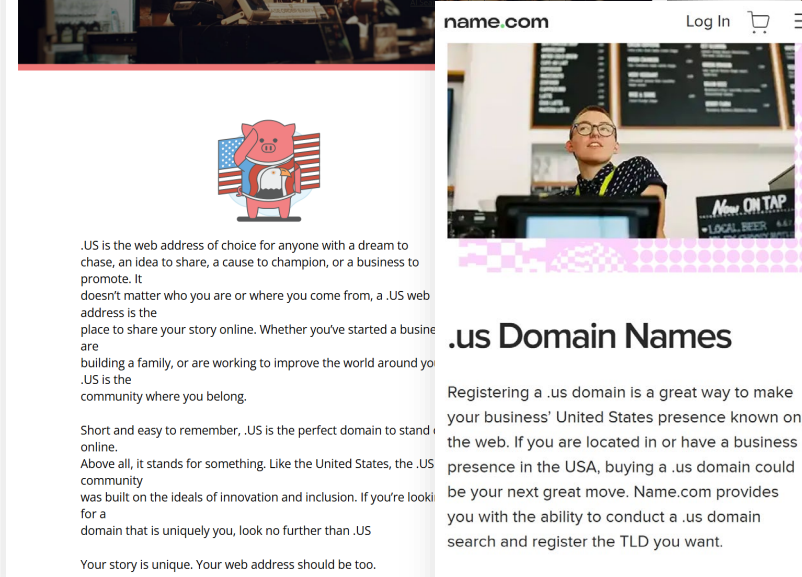 .US is the web address of choice for anyone with a dream to
chase, an idea to share, a cause to champion, or a business to
promote. It
doesn’t matter who you are or where you come from, a .US web
address is the
place to share your story online. Whether you’ve started a busine
are
building a family, or are working to improve the world around yo
.US is the
community where you belong.
Short and easy to remember, .US is the perfect domain to stand
online.
Above all, it stands for something. Like the United States, the .US
community
was built on the ideals of innovation and inclusion. If you’re looki
for a
domain that is uniquely you, look no further than .US
Your story is unique. Your web address should be too.
name.com
Log In
Now ON TAP
LOCAL BEER
.us Domain Names
Registering a .us domain is a great way to make
your business’ United States presence known on
the web. If you are located in or have a business
presence in the USA, buying a .us domain could
be your next great move. Name.com provides
you with the ability to conduct a .us domain
search and register the TLD you want.